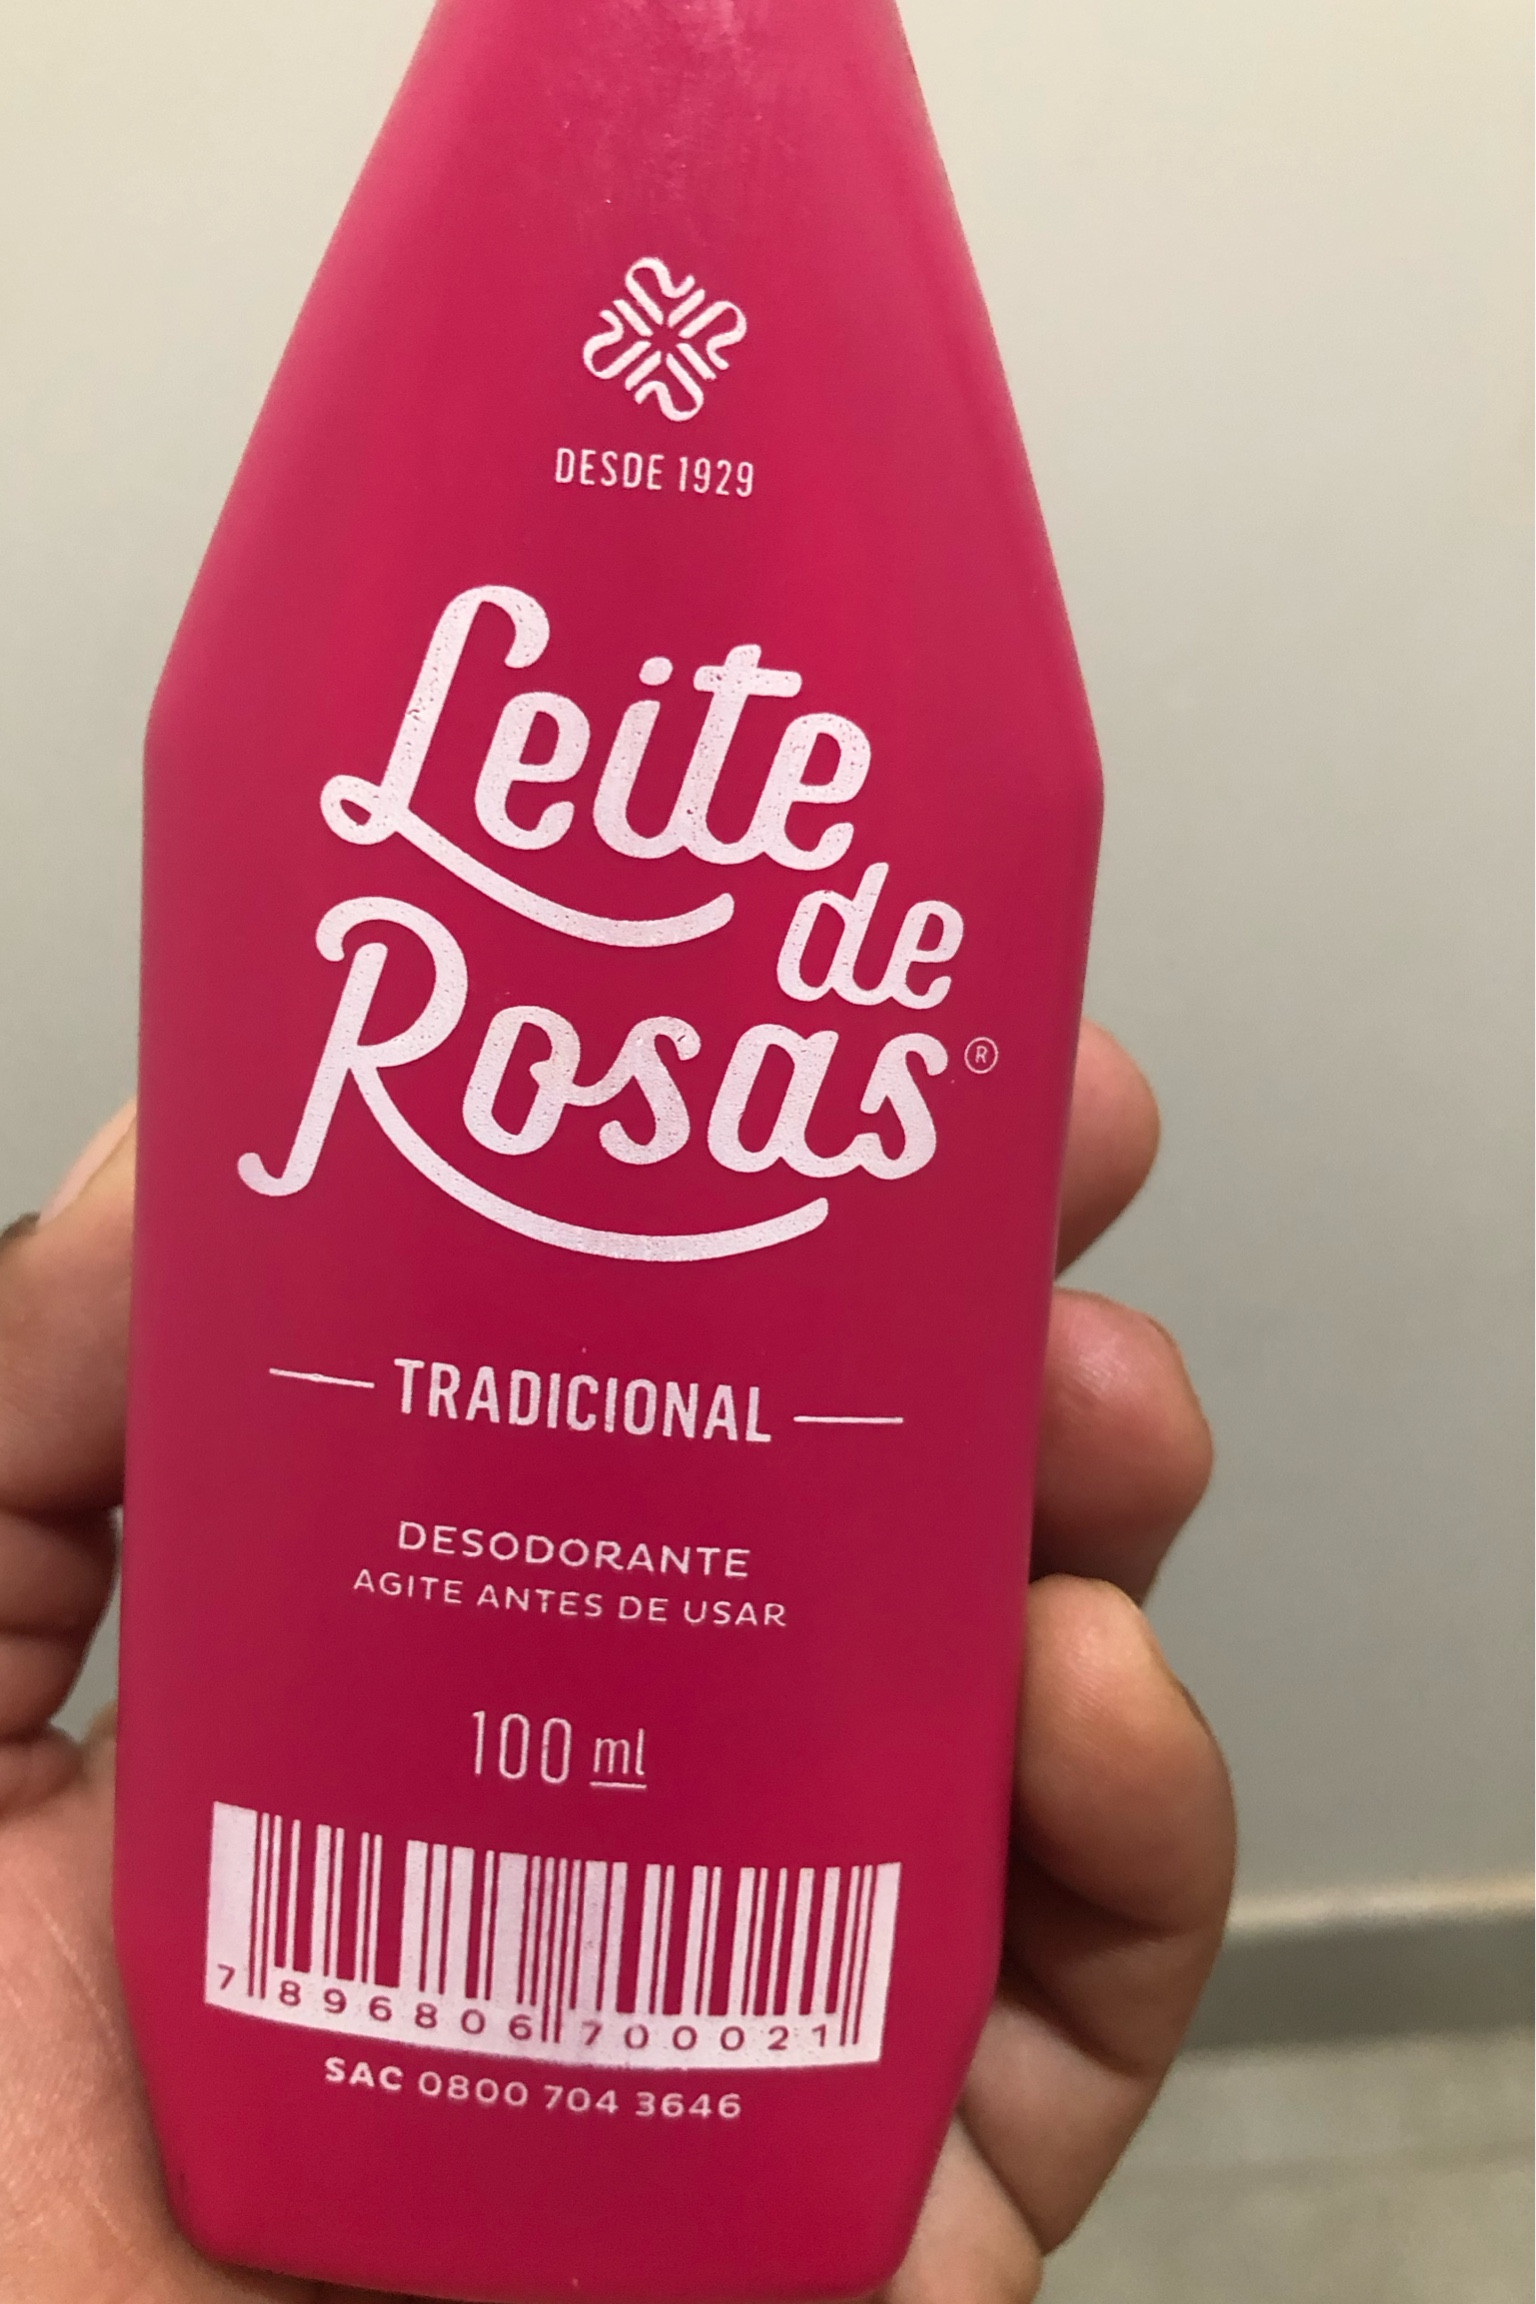 DESDE 1929
Leite
de
Rosas®
TRADICIONAL
DESODORANTE
AGITE ANTES DE USAR
100 ml
7 896806 700021
SAC 0800 704 3646